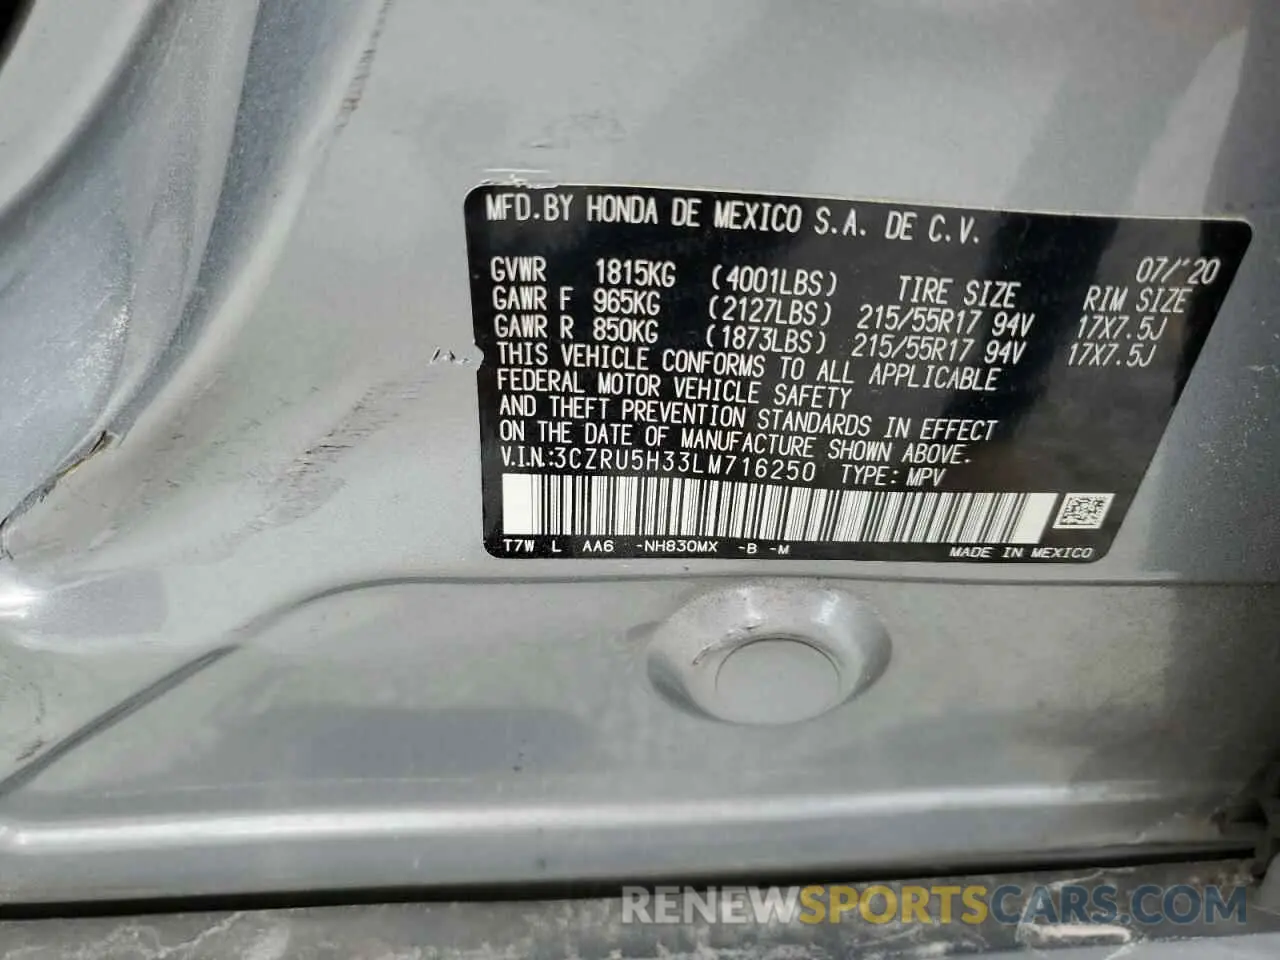 MFD.BY HONDA DE MEXICO S.A. DE C.V.
07/'20
GVWR 1815KG (4001LBS) TIRE SIZE RIM SIZE
GAWR F 965KG (2127LBS) 215/55R17 94V 17X7.5J
GAWR R 850KG (1873LBS) 215/55R17 94V 17X7.5J
THIS VEHICLE CONFORMS TO ALL APPLICABLE
FEDERAL MOTOR VEHICLE SAFETY
AND THEFT PREVENTION STANDARDS IN EFFECT
ON THE DATE OF MANUFACTURE SHOWN ABOVE.
V.I.N.:3CZRU5H33LM716250 TYPE: MPV
T7W L AA6 -NH830MX -B -M MADE IN MEXICO
RENEWSPORTSCARS.COM